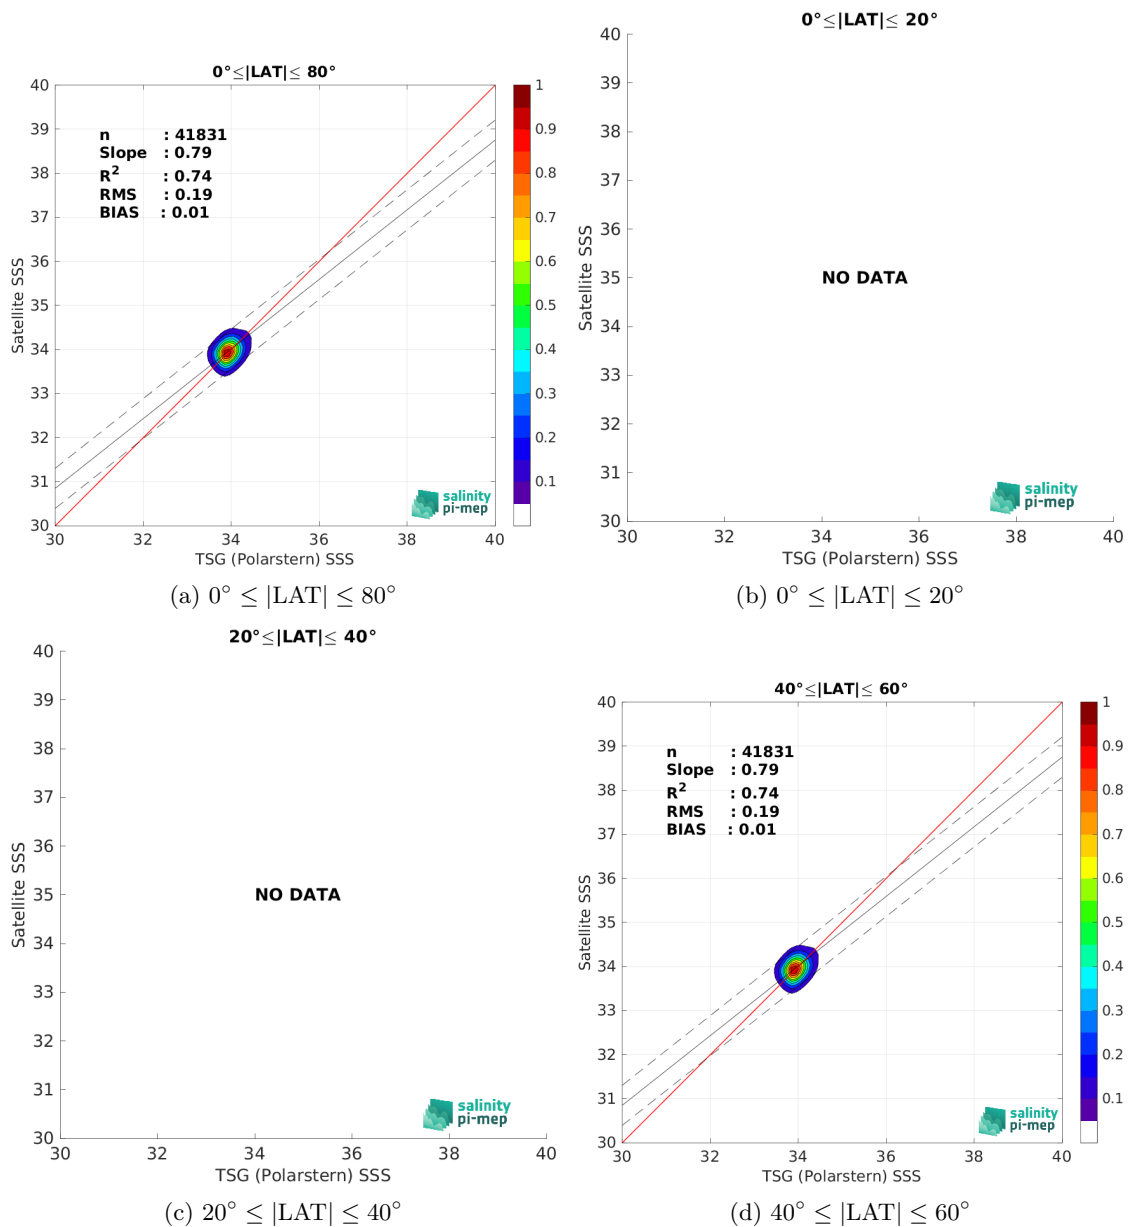 0°≤|LAT|≤ 80°
40
39
38
37
36
35
34
33
32
31
30
Satellite SSS
n : 41831
Slope : 0.79
R² : 0.74
RMS : 0.19
BIAS : 0.01
salinity
pi-mep
30 32 34 36 38 40
TSG (Polarstern) SSS
1
0.9
0.8
0.7
0.6
0.5
0.4
0.3
0.2
0.1
(a) 0° ≤ |LAT| ≤ 80°
0°≤|LAT|≤ 20°
40
39
38
37
36
35
34
33
32
31
30
Satellite SSS
NO DATA
salinity
pi-mep
30 32 34 36 38 40
TSG (Polarstern) SSS
(b) 0° ≤ |LAT| ≤ 20°
20°≤|LAT|≤ 40°
40
39
38
37
36
35
34
33
32
31
30
Satellite SSS
NO DATA
salinity
pi-mep
30 32 34 36 38 40
TSG (Polarstern) SSS
(c) 20° ≤ |LAT| ≤ 40°
40°≤|LAT|≤ 60°
40
39
38
37
36
35
34
33
32
31
30
Satellite SSS
n : 41831
Slope : 0.79
R² : 0.74
RMS : 0.19
BIAS : 0.01
salinity
pi-mep
30 32 34 36 38 40
TSG (Polarstern) SSS
1
0.9
0.8
0.7
0.6
0.5
0.4
0.3
0.2
0.1
(d) 40° ≤ |LAT| ≤ 60°